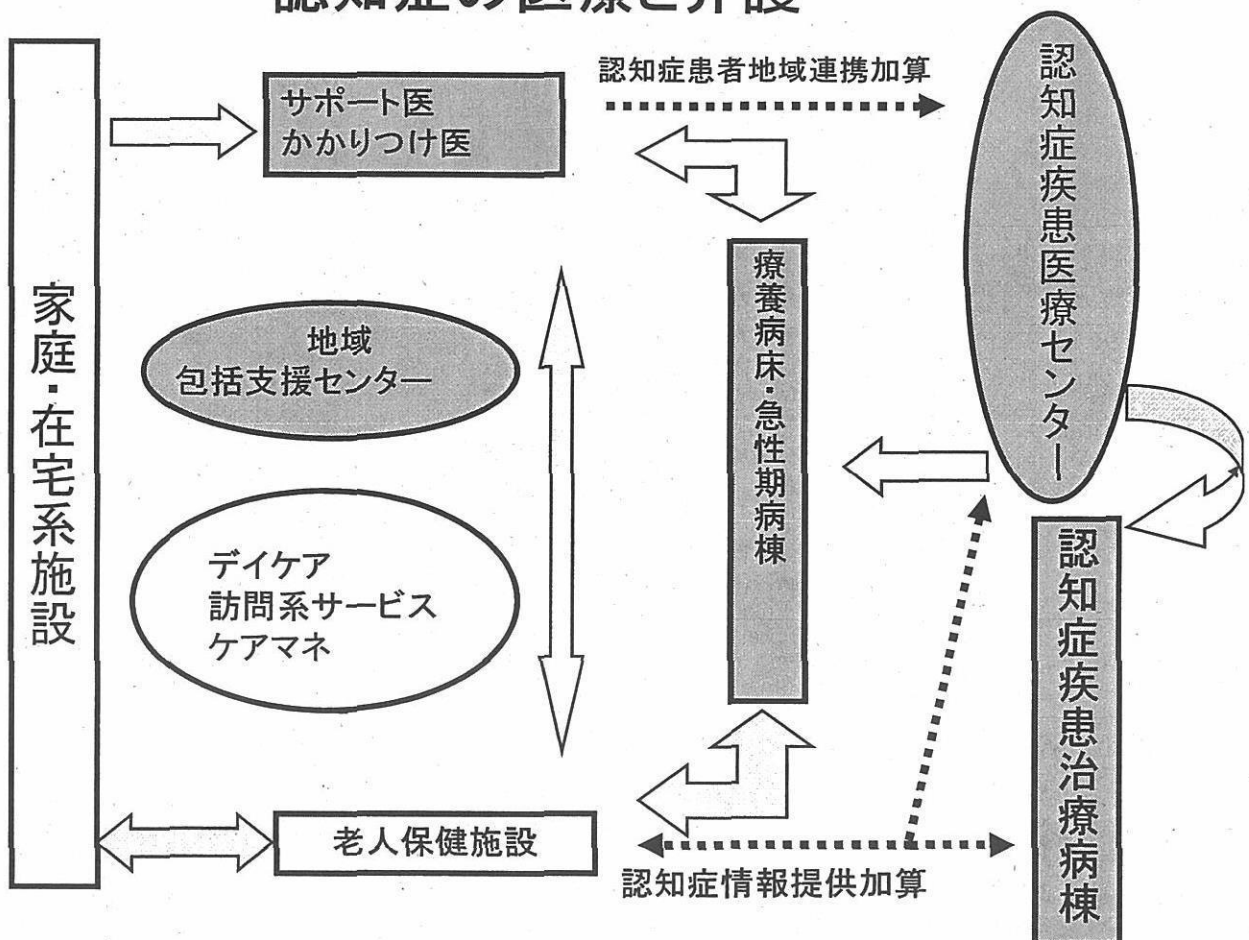 認知症の医療と介護
認知症患者地域連携加算
サポート医
かかりつけ医
認知症疾患医療センター
家庭・在宅系施設
地域
包括支援センター
療養病床・急性期病棟
デイケア
訪問系サービス
ケアマネ
認知症疾患治療病棟
老人保健施設
認知症情報提供加算